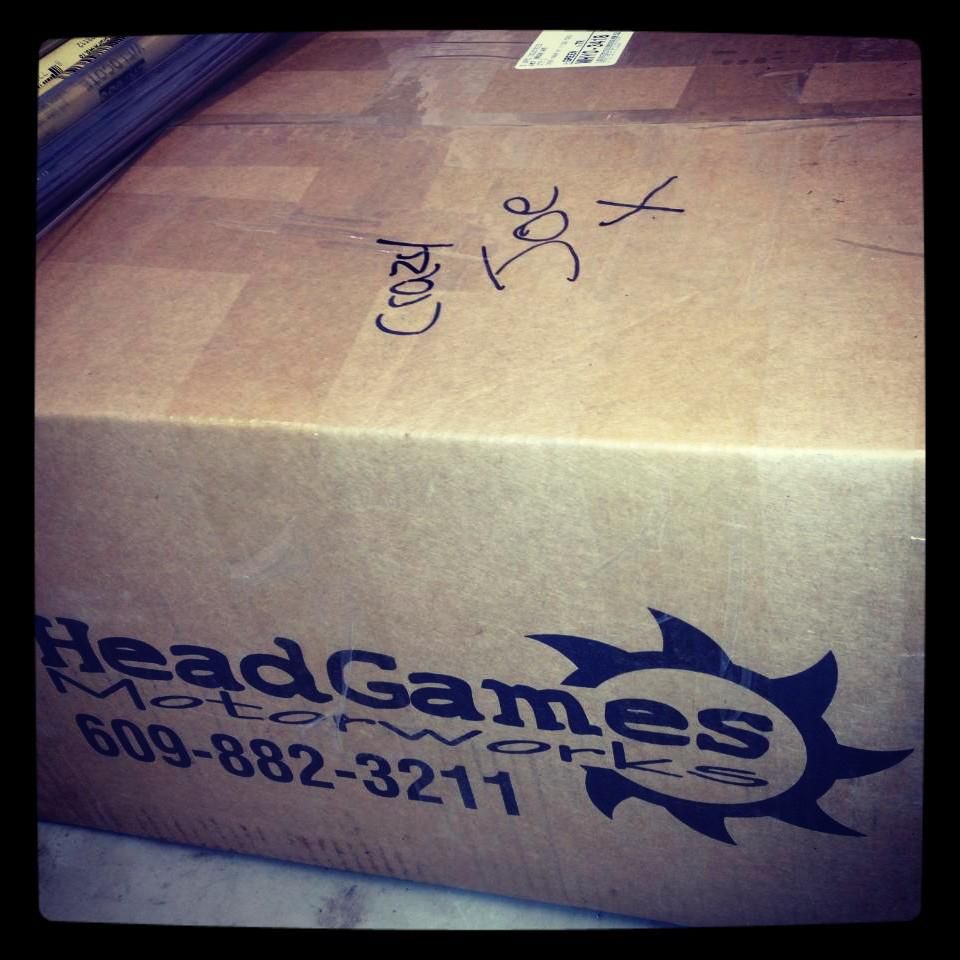 Crazy
Joe
X
HeadGames
Motorworks
609-882-3211